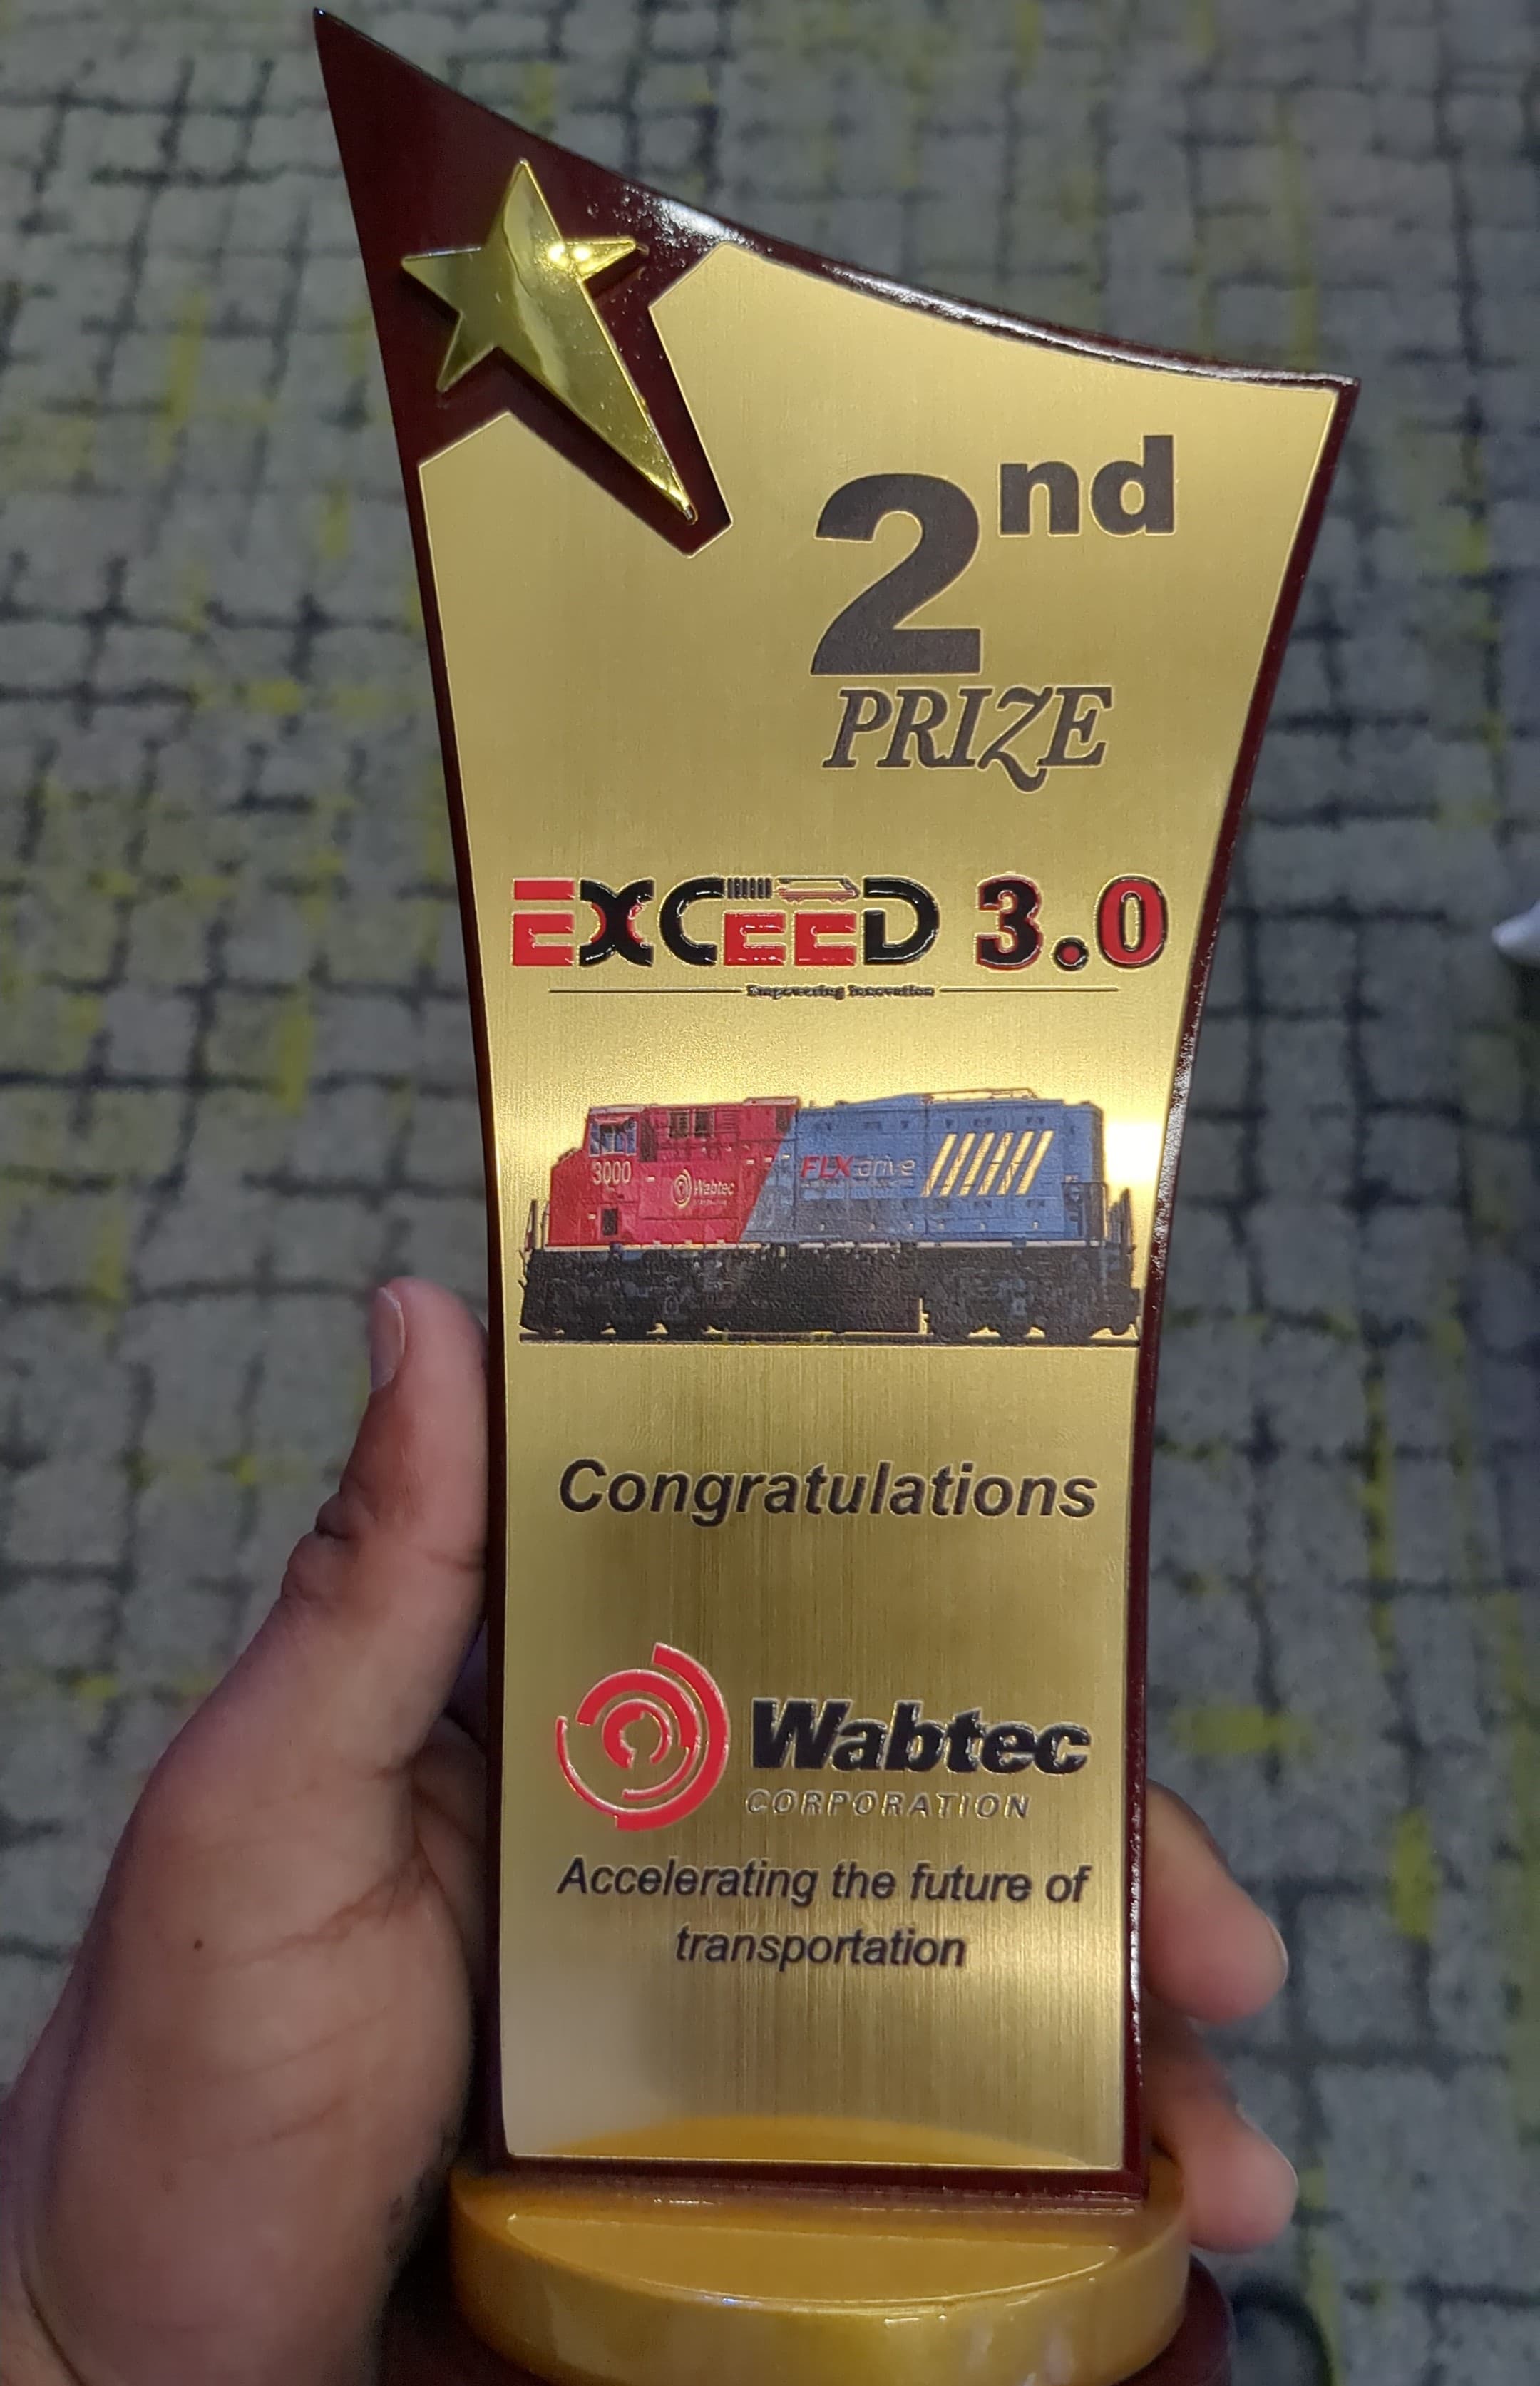 2nd
PRIZE
EXCEED 3.0
Empowering Innovation
3000
Wabtec
FLXdrive
Congratulations
Wabtec
CORPORATION
Accelerating the future of
transportation